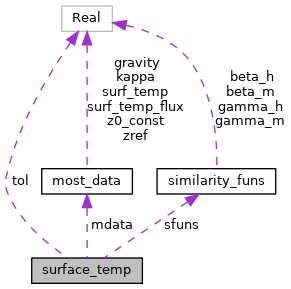 Real
gravity
kappa
surf_temp
surf_temp_flux
z0_const
zref
beta_h
beta_m
gamma_h
gamma_m
tol
most_data
similarity_funs
mdata
sfuns
surface_temp